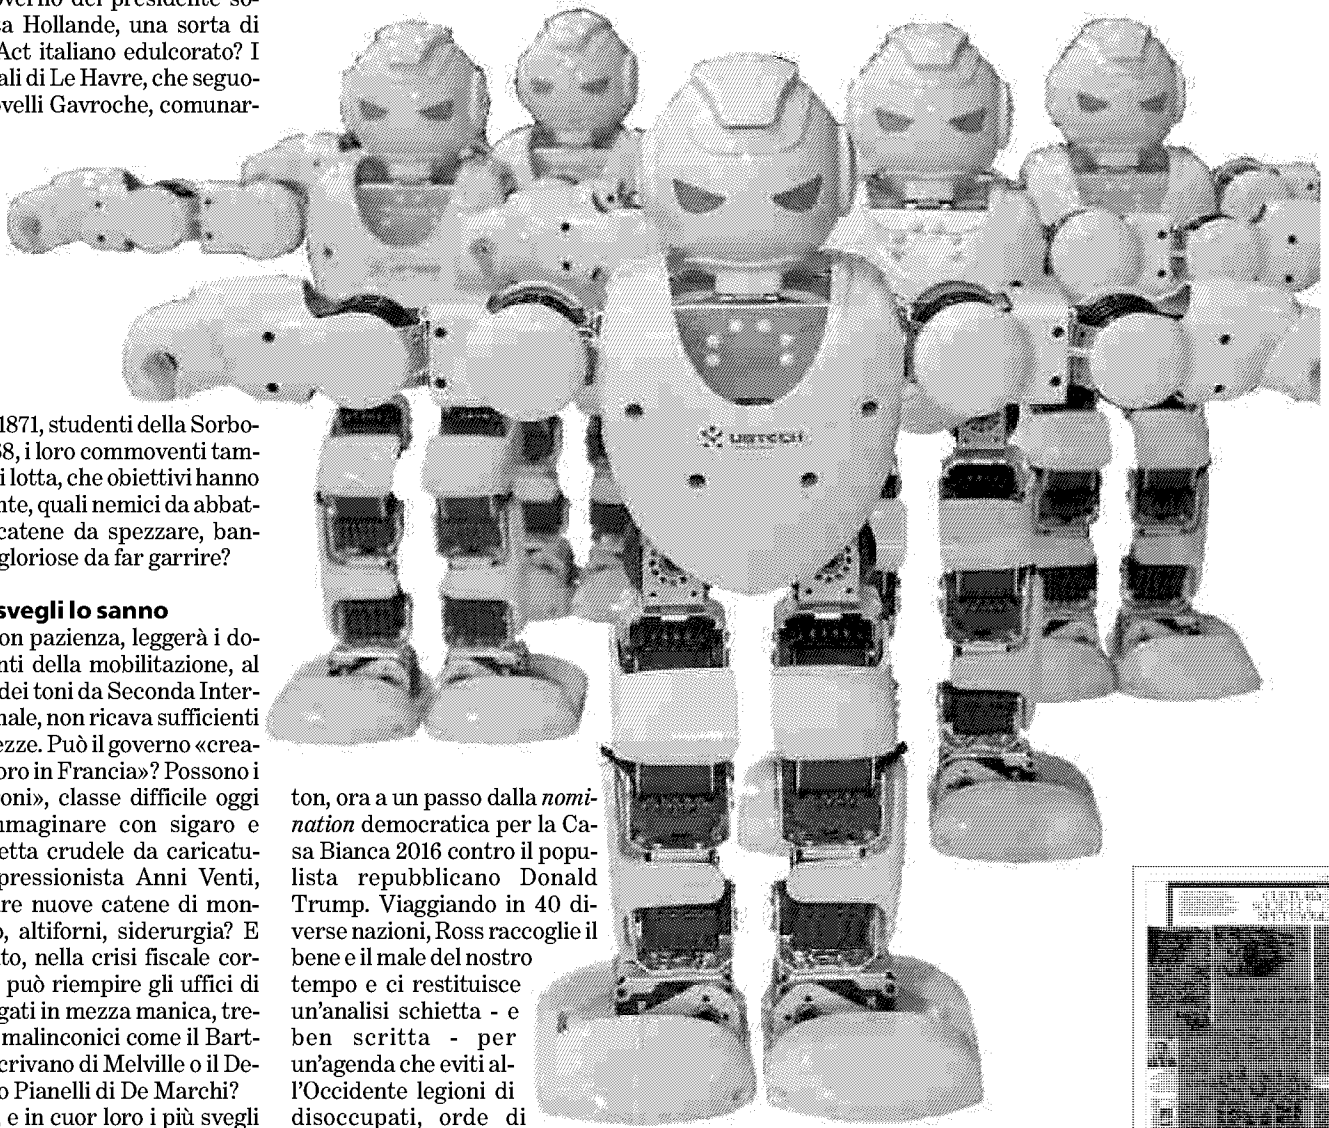 overno del presidente so-
ta Hollande, una sorta di
Act italiano edulcorato? I
ali di Le Havre, che seguo-
ovelli Gavroche, comunar-
1871, studenti della Sorbo-
68, i loro commoventi tam-
i lotta, che obiettivi hanno
nte, quali nemici da abbat-
catene da spezzare, ban-
gloriose da far garrire?
svegli lo sanno
on pazienza, leggerà i do-
nti della mobilitazione, al
dei toni da Seconda Inter-
nale, non ricava sufficienti
ezze. Può il governo «crea-
oro in Francia»? Possono i
roni», classe difficile oggi
mmaginare con sigaro e
etta crudele da caricatu-
pressionista Anni Venti,
re nuove catene di mon-
o, altiforni, siderurgia? E
to, nella crisi fiscale cor-
può riempire gli uffici di
gati in mezza manica, tre-
malinconici come il Bart-
crivano di Melville o il De-
o Pianelli di De Marchi?
e in cuor loro i più svegli
ton, ora a un passo dalla nomi-
nation democratica per la Ca-
sa Bianca 2016 contro il popu-
lista repubblicano Donald
Trump. Viaggiando in 40 di-
verse nazioni, Ross raccoglie il
bene e il male del nostro
tempo e ci restituisce
un'analisi schietta - e
ben scritta - per
un'agenda che eviti al-
l'Occidente legioni di
disoccupati, orde di
UBTECH